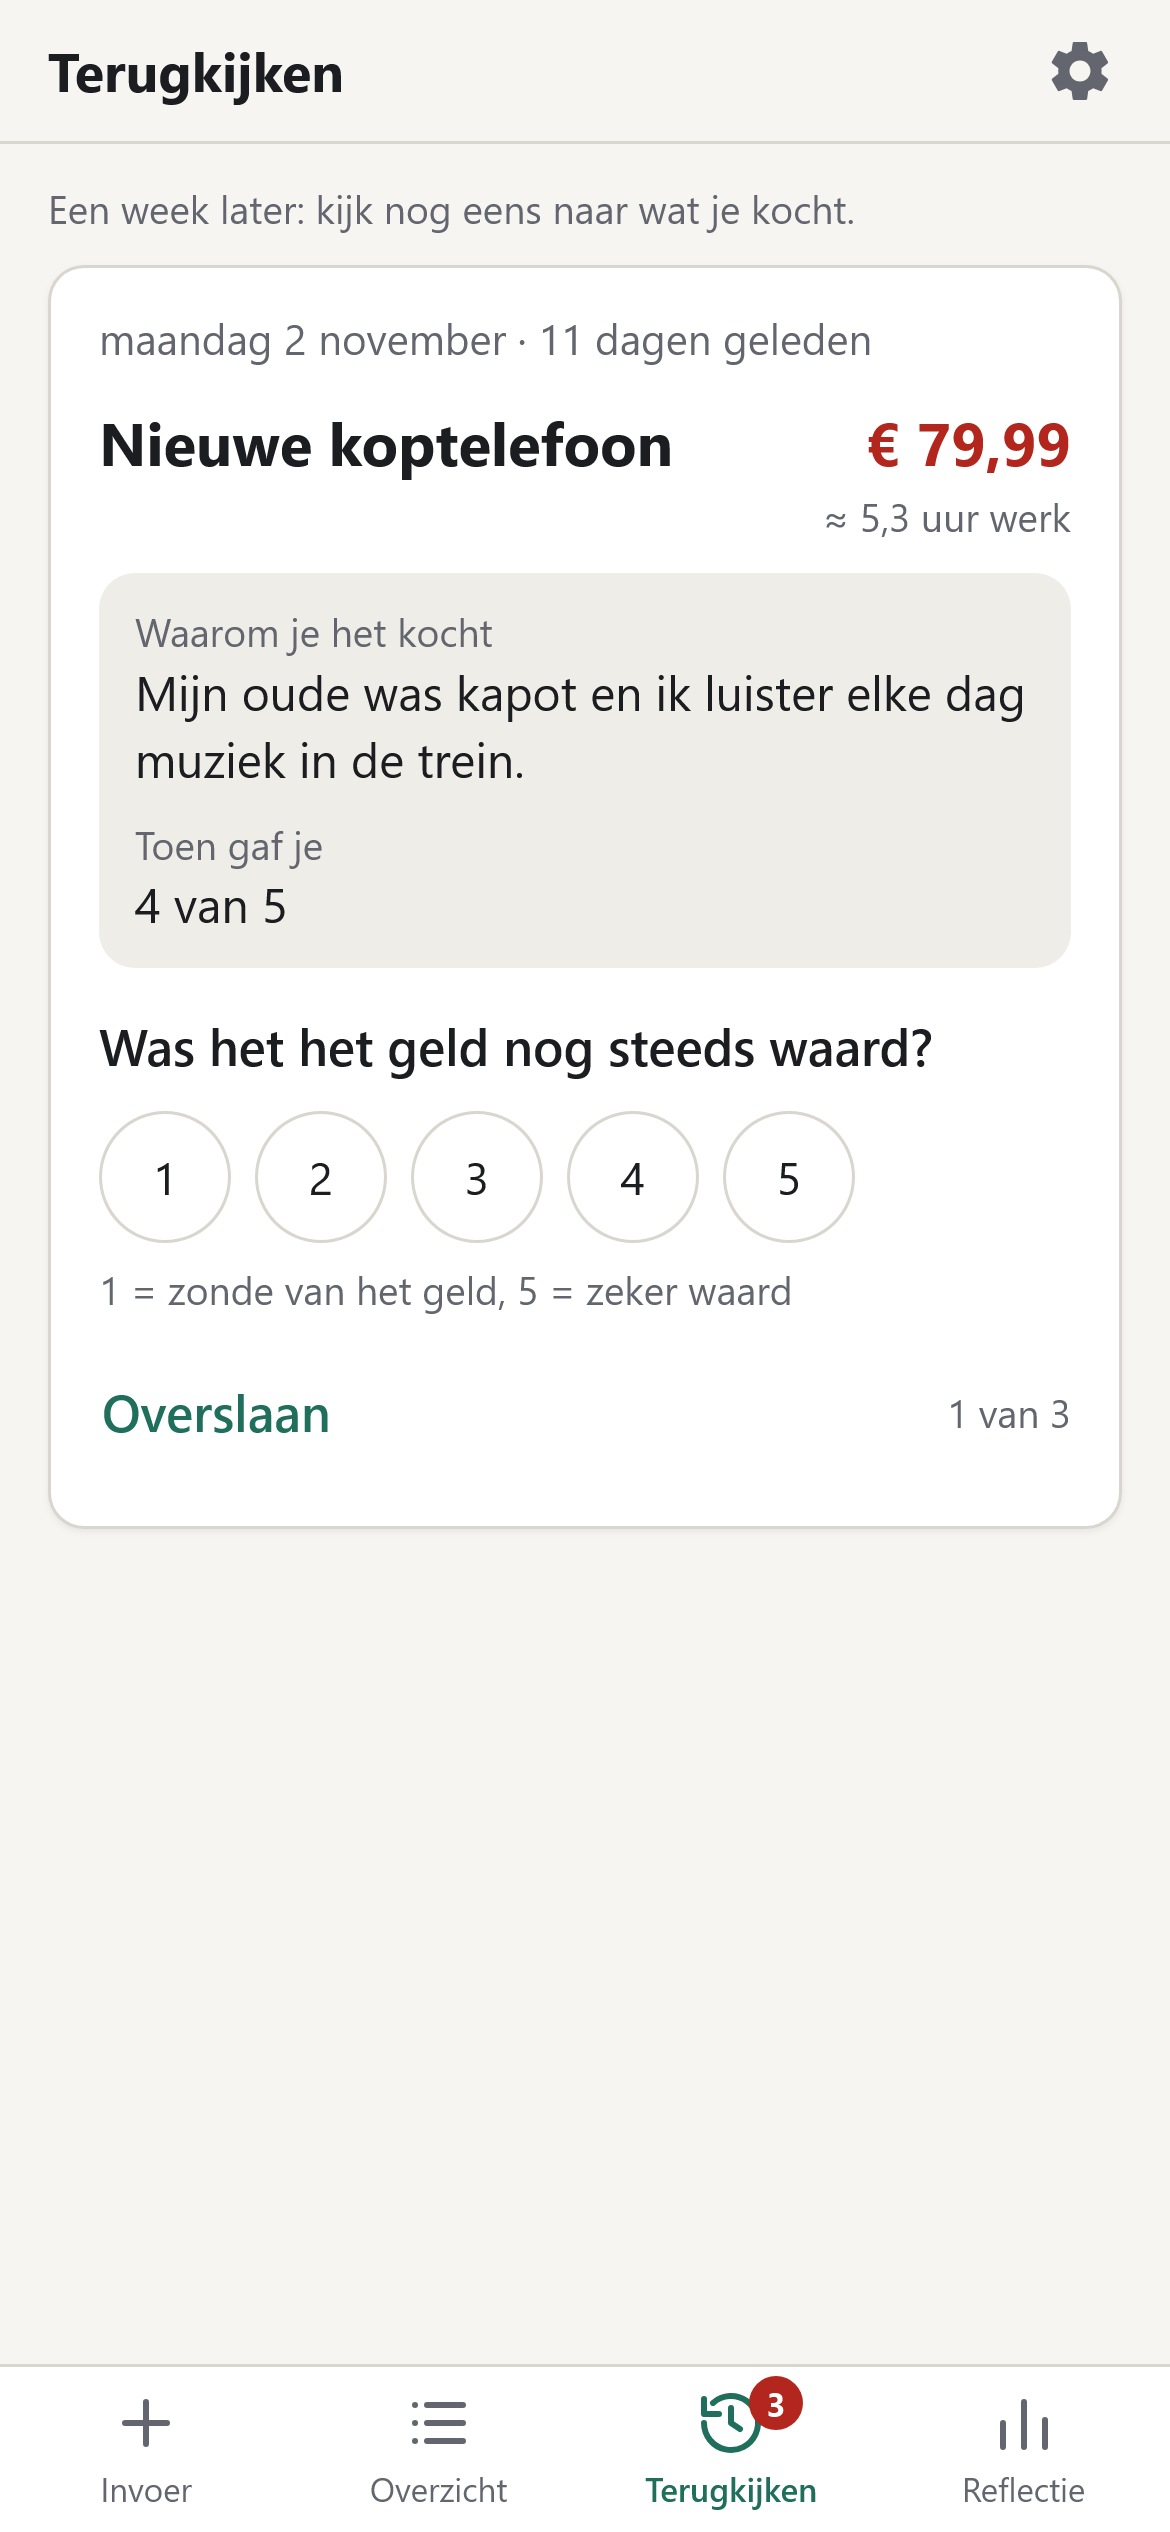 Terugkijken
Een week later: kijk nog eens naar wat je kocht.
maandag 2 november · 11 dagen geleden
Nieuwe koptelefoon € 79,99
≈ 5,3 uur werk
Waarom je het kocht
Mijn oude was kapot en ik luister elke dag
muziek in de trein.
Toen gaf je
4 van 5
Was het het geld nog steeds waard?
1 2 3 4 5
1 = zonde van het geld, 5 = zeker waard
Overslaan 1 van 3
3
Invoer Overzicht Terugkijken Reflectie